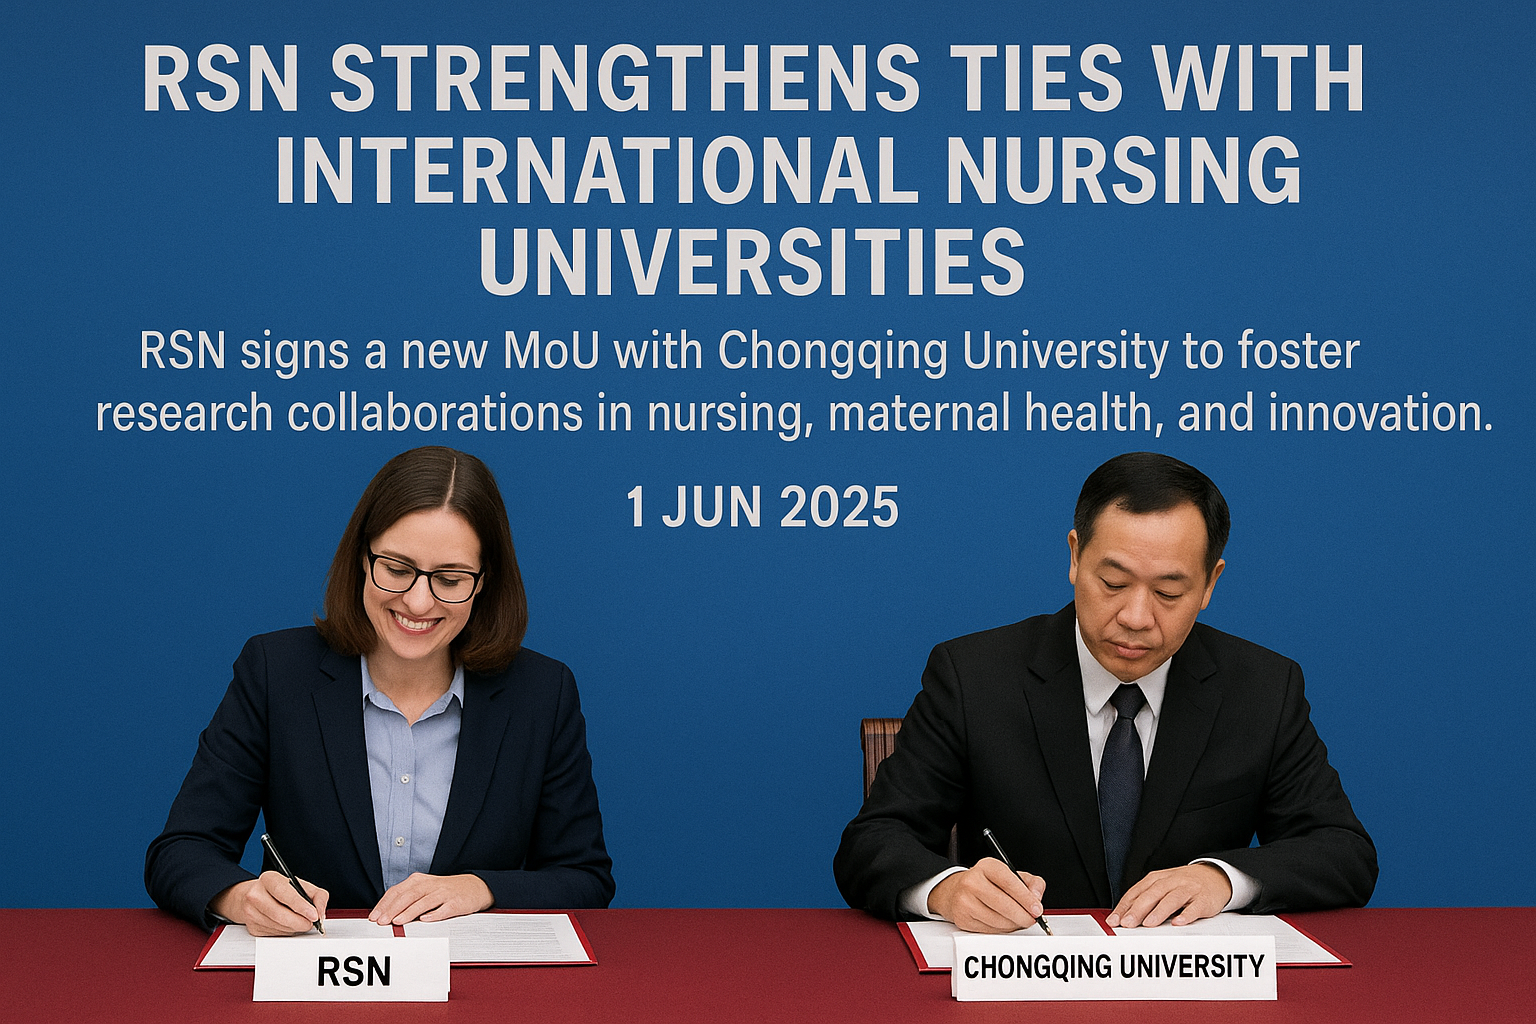 RSN STRENGTHENS TIES WITH
INTERNATIONAL NURSING
UNIVERSITIES
RSN signs a new MoU with Chongqing University to foster
research collaborations in nursing, maternal health, and innovation.
1 JUN 2025
RSN
CHONGQING UNIVERSITY